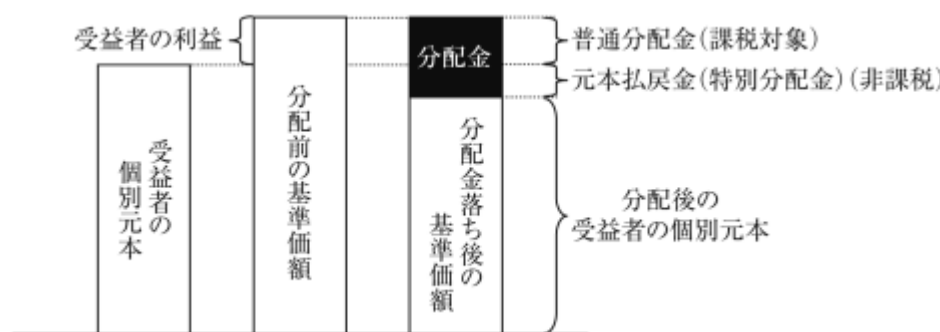 受益者の利益
受益者の
個別元本
分配前の基準価額
分配金
分配金落ち後の
基準価額
普通分配金(課税対象)
元本払戻金(特別分配金)(非課税)
分配後の
受益者の個別元本